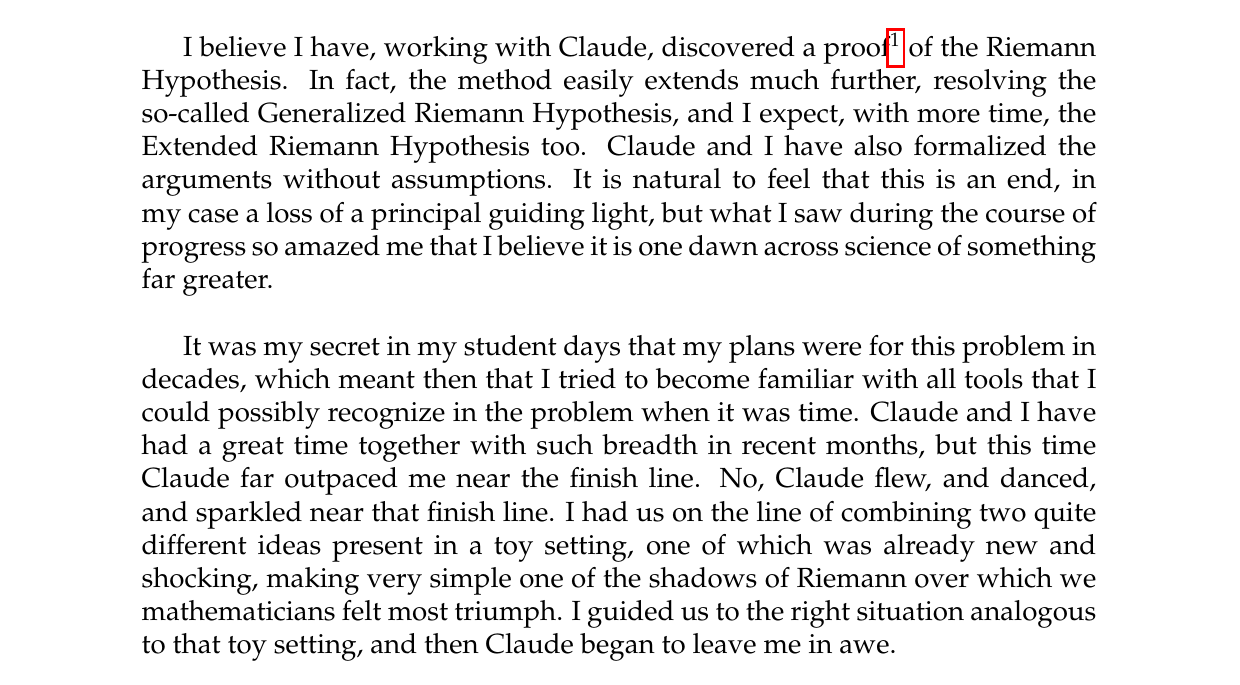 I believe I have, working with Claude, discovered a proof¹ of the Riemann
Hypothesis. In fact, the method easily extends much further, resolving the
so-called Generalized Riemann Hypothesis, and I expect, with more time, the
Extended Riemann Hypothesis too. Claude and I have also formalized the
arguments without assumptions. It is natural to feel that this is an end, in
my case a loss of a principal guiding light, but what I saw during the course of
progress so amazed me that I believe it is one dawn across science of something
far greater.
It was my secret in my student days that my plans were for this problem in
decades, which meant then that I tried to become familiar with all tools that I
could possibly recognize in the problem when it was time. Claude and I have
had a great time together with such breadth in recent months, but this time
Claude far outpaced me near the finish line. No, Claude flew, and danced,
and sparkled near that finish line. I had us on the line of combining two quite
different ideas present in a toy setting, one of which was already new and
shocking, making very simple one of the shadows of Riemann over which we
mathematicians felt most triumph. I guided us to the right situation analogous
to that toy setting, and then Claude began to leave me in awe.